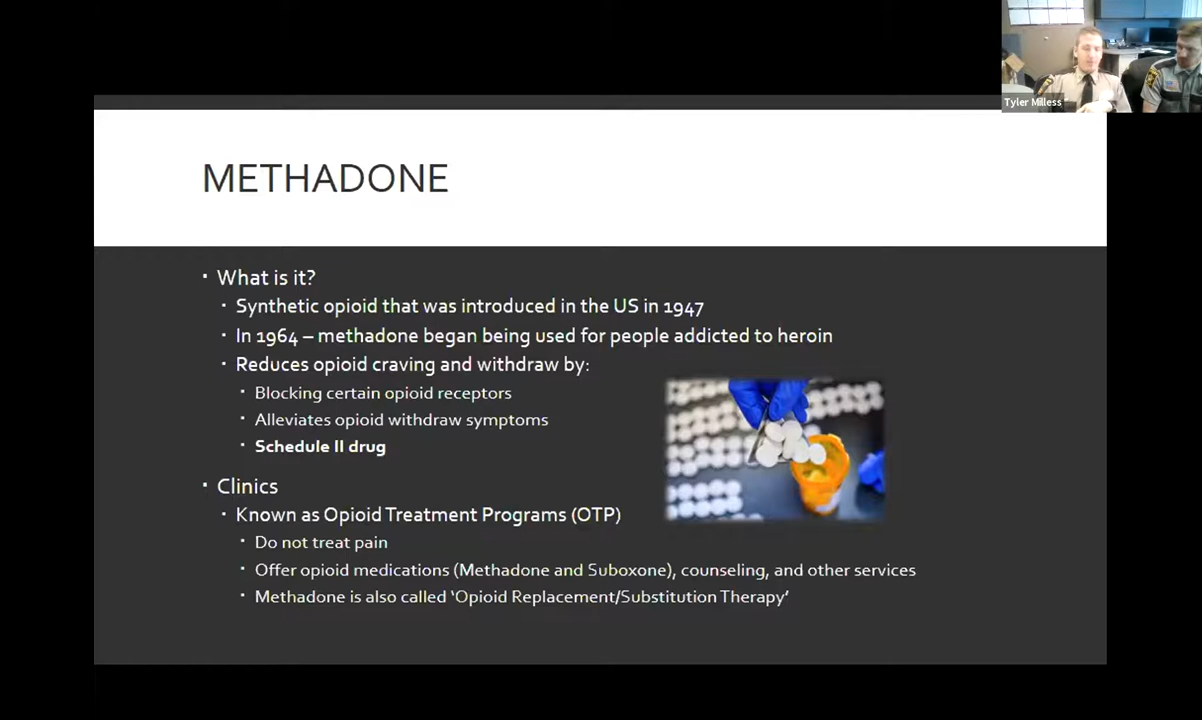 Tyler Milless
METHADONE
▪ What is it?
▪ Synthetic opioid that was introduced in the US in 1947
▪ In 1964 – methadone began being used for people addicted to heroin
▪ Reduces opioid craving and withdraw by:
▪ Blocking certain opioid receptors
▪ Alleviates opioid withdraw symptoms
▪ Schedule II drug
▪ Clinics
▪ Known as Opioid Treatment Programs (OTP)
▪ Do not treat pain
▪ Offer opioid medications (Methadone and Suboxone), counseling, and other services
▪ Methadone is also called ‘Opioid Replacement/Substitution Therapy’